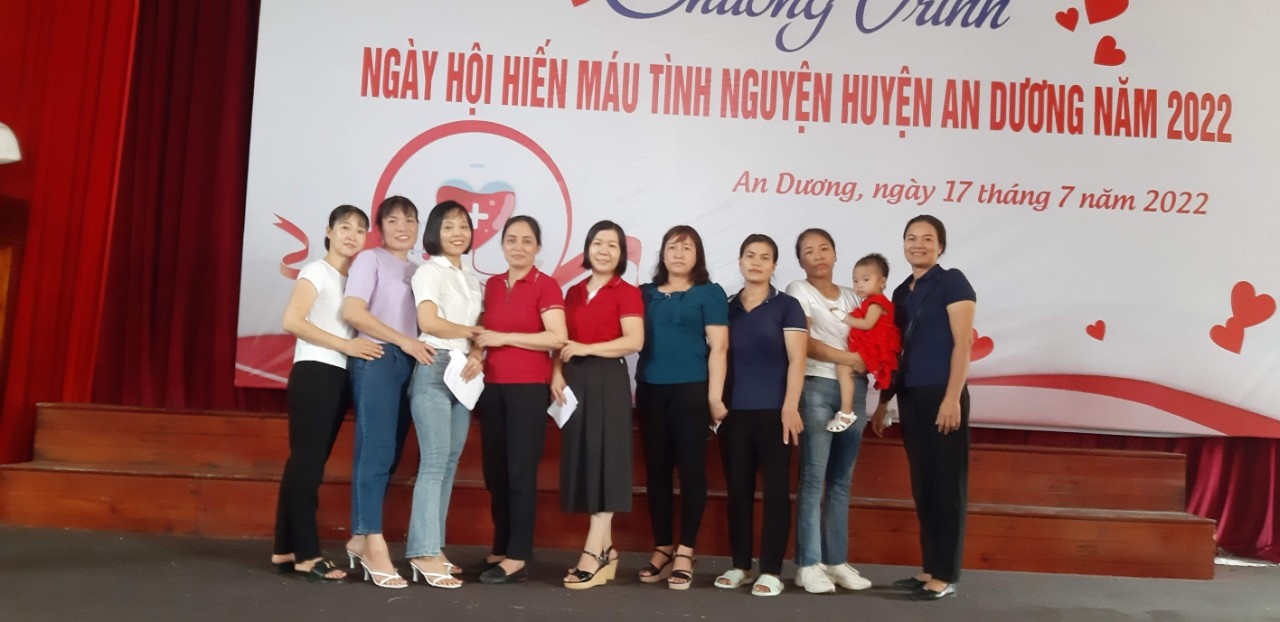 Chương Trình
NGÀY HỘI HIẾN MÁU TÌNH NGUYỆN HUYỆN AN DƯƠNG NĂM 2022
An Dương, ngày 17 tháng 7 năm 2022